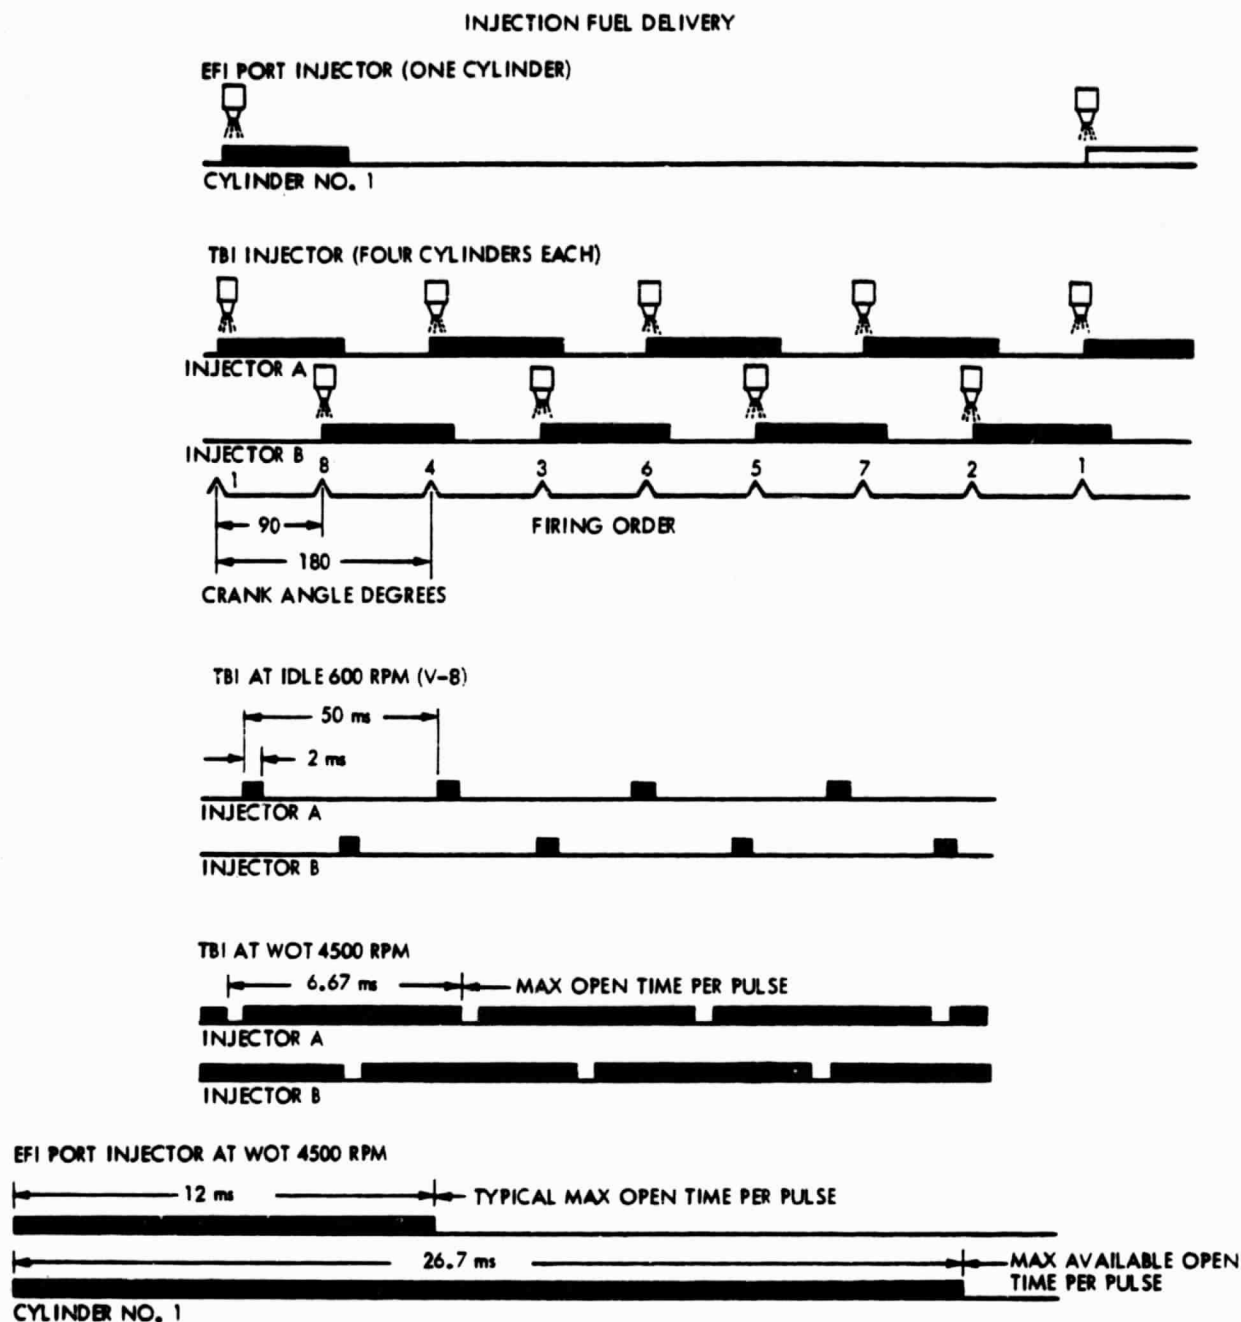 INJECTION FUEL DELIVERY
EFI PORT INJECTOR (ONE CYLINDER)
CYLINDER NO. 1
TBI INJECTOR (FOUR CYLINDERS EACH)
INJECTOR A
INJECTOR B
1 8 4 3 6 5 7 2 1
90
FIRING ORDER
180
CRANK ANGLE DEGREES
TBI AT IDLE 600 RPM (V-8)
50 ms
2 ms
INJECTOR A
INJECTOR B
TBI AT WOT 4500 RPM
6.67 ms MAX OPEN TIME PER PULSE
INJECTOR A
INJECTOR B
EFI PORT INJECTOR AT WOT 4500 RPM
12 ms TYPICAL MAX OPEN TIME PER PULSE
26.7 ms MAX AVAILABLE OPEN
TIME PER PULSE
CYLINDER NO. 1